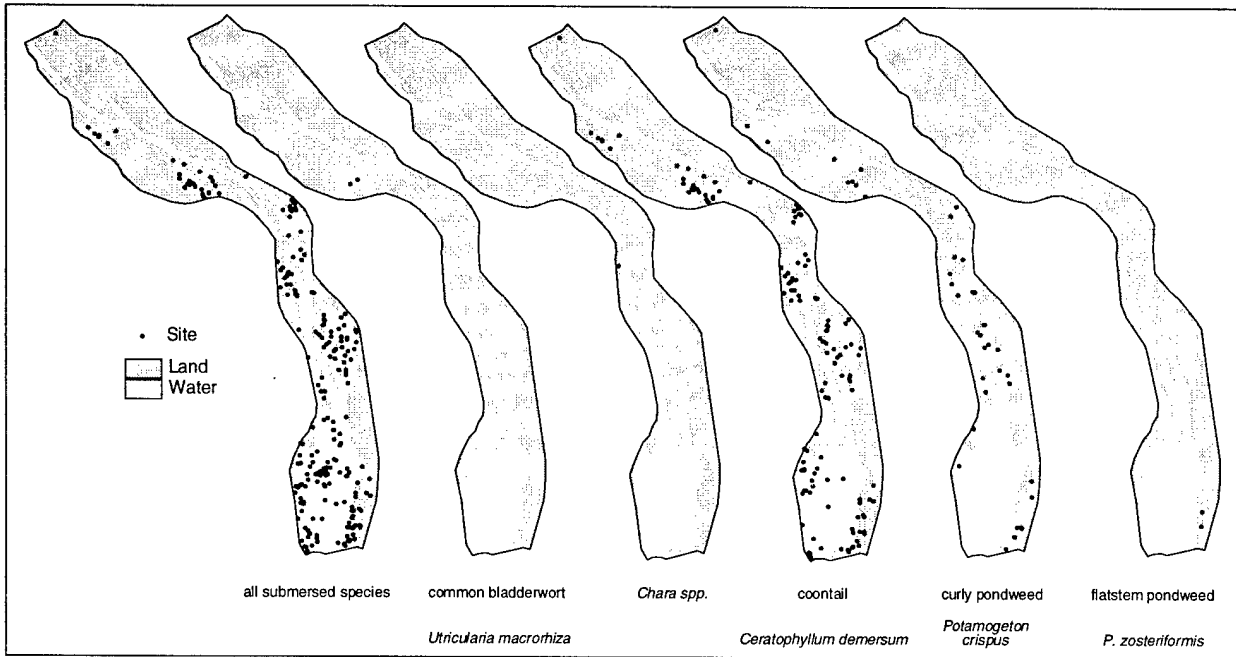 Site
Land
Water
all submersed species
common bladderwort
Utricularia macrorhiza
Chara spp.
coontail
Ceratophyllum demersum
curly pondweed
Potamogeton
crispus
flatstem pondweed
P. zosteriformis